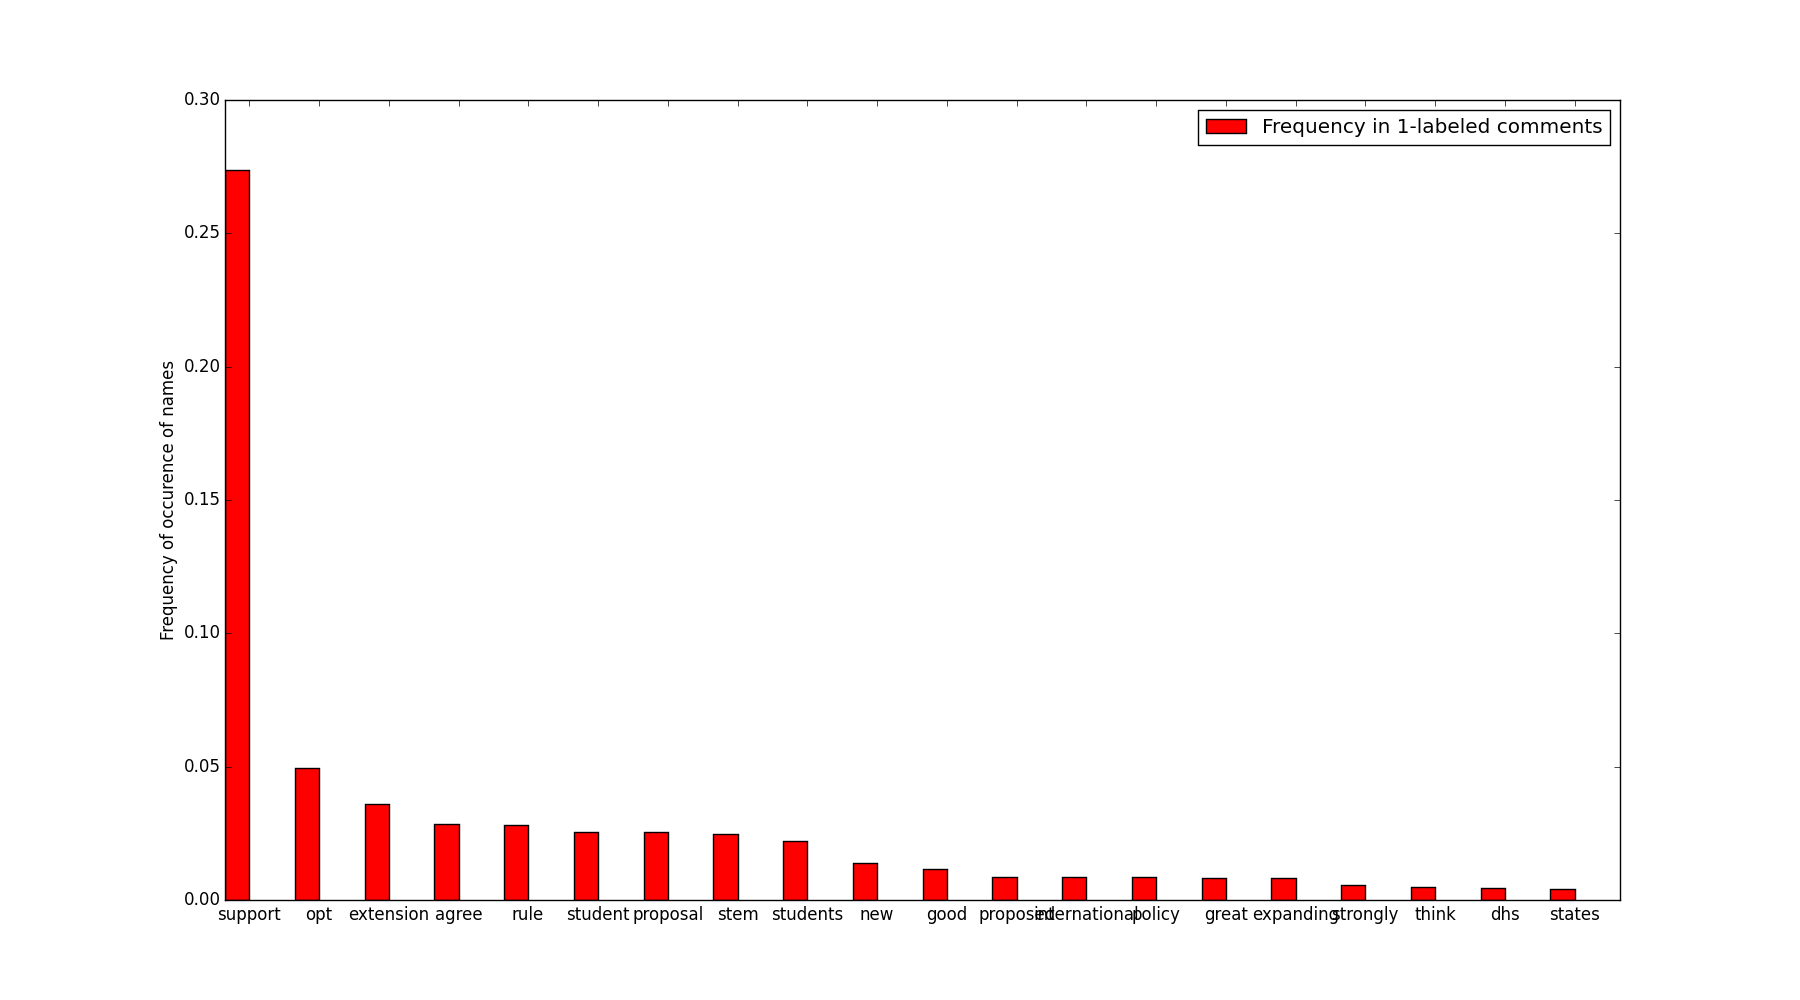 0.30
Frequency in 1-labeled comments
0.25
0.20
0.15
0.10
0.05
0.00
Frequency of occurence of names
support opt extension agree rule student proposal stem students new good proposed international policy great expanding strongly think dhs states